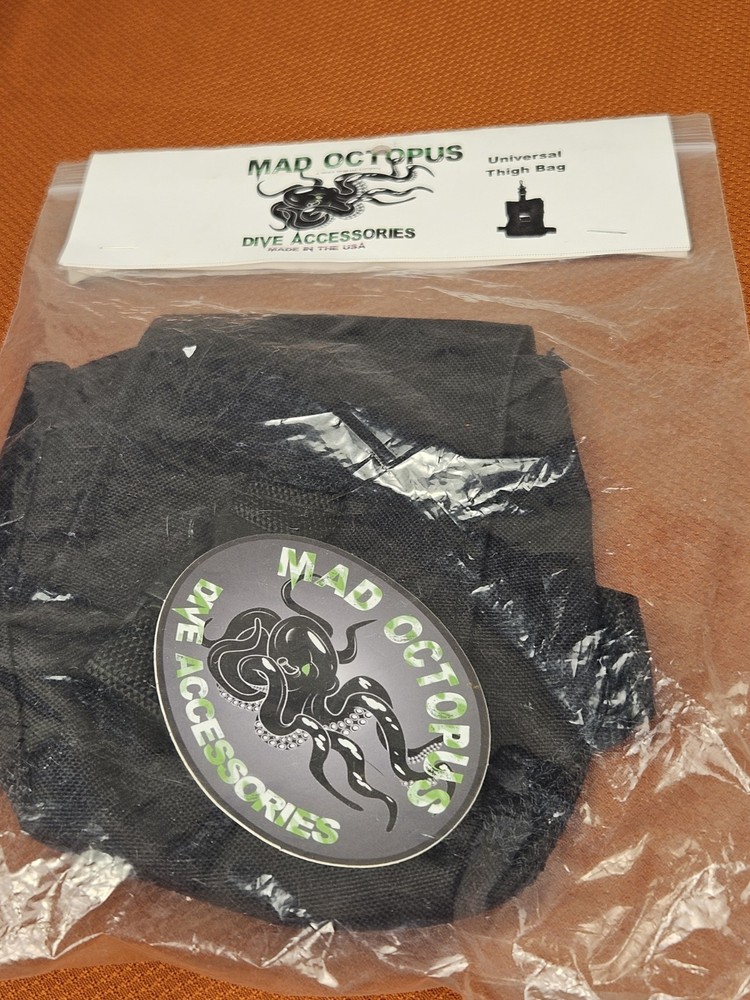 MAD OCTOPUS
DIVE ACCESSORIES
MADE IN THE USA
Universal
Thigh Bag
MAD OCTOPUS
DIVE ACCESSORIES